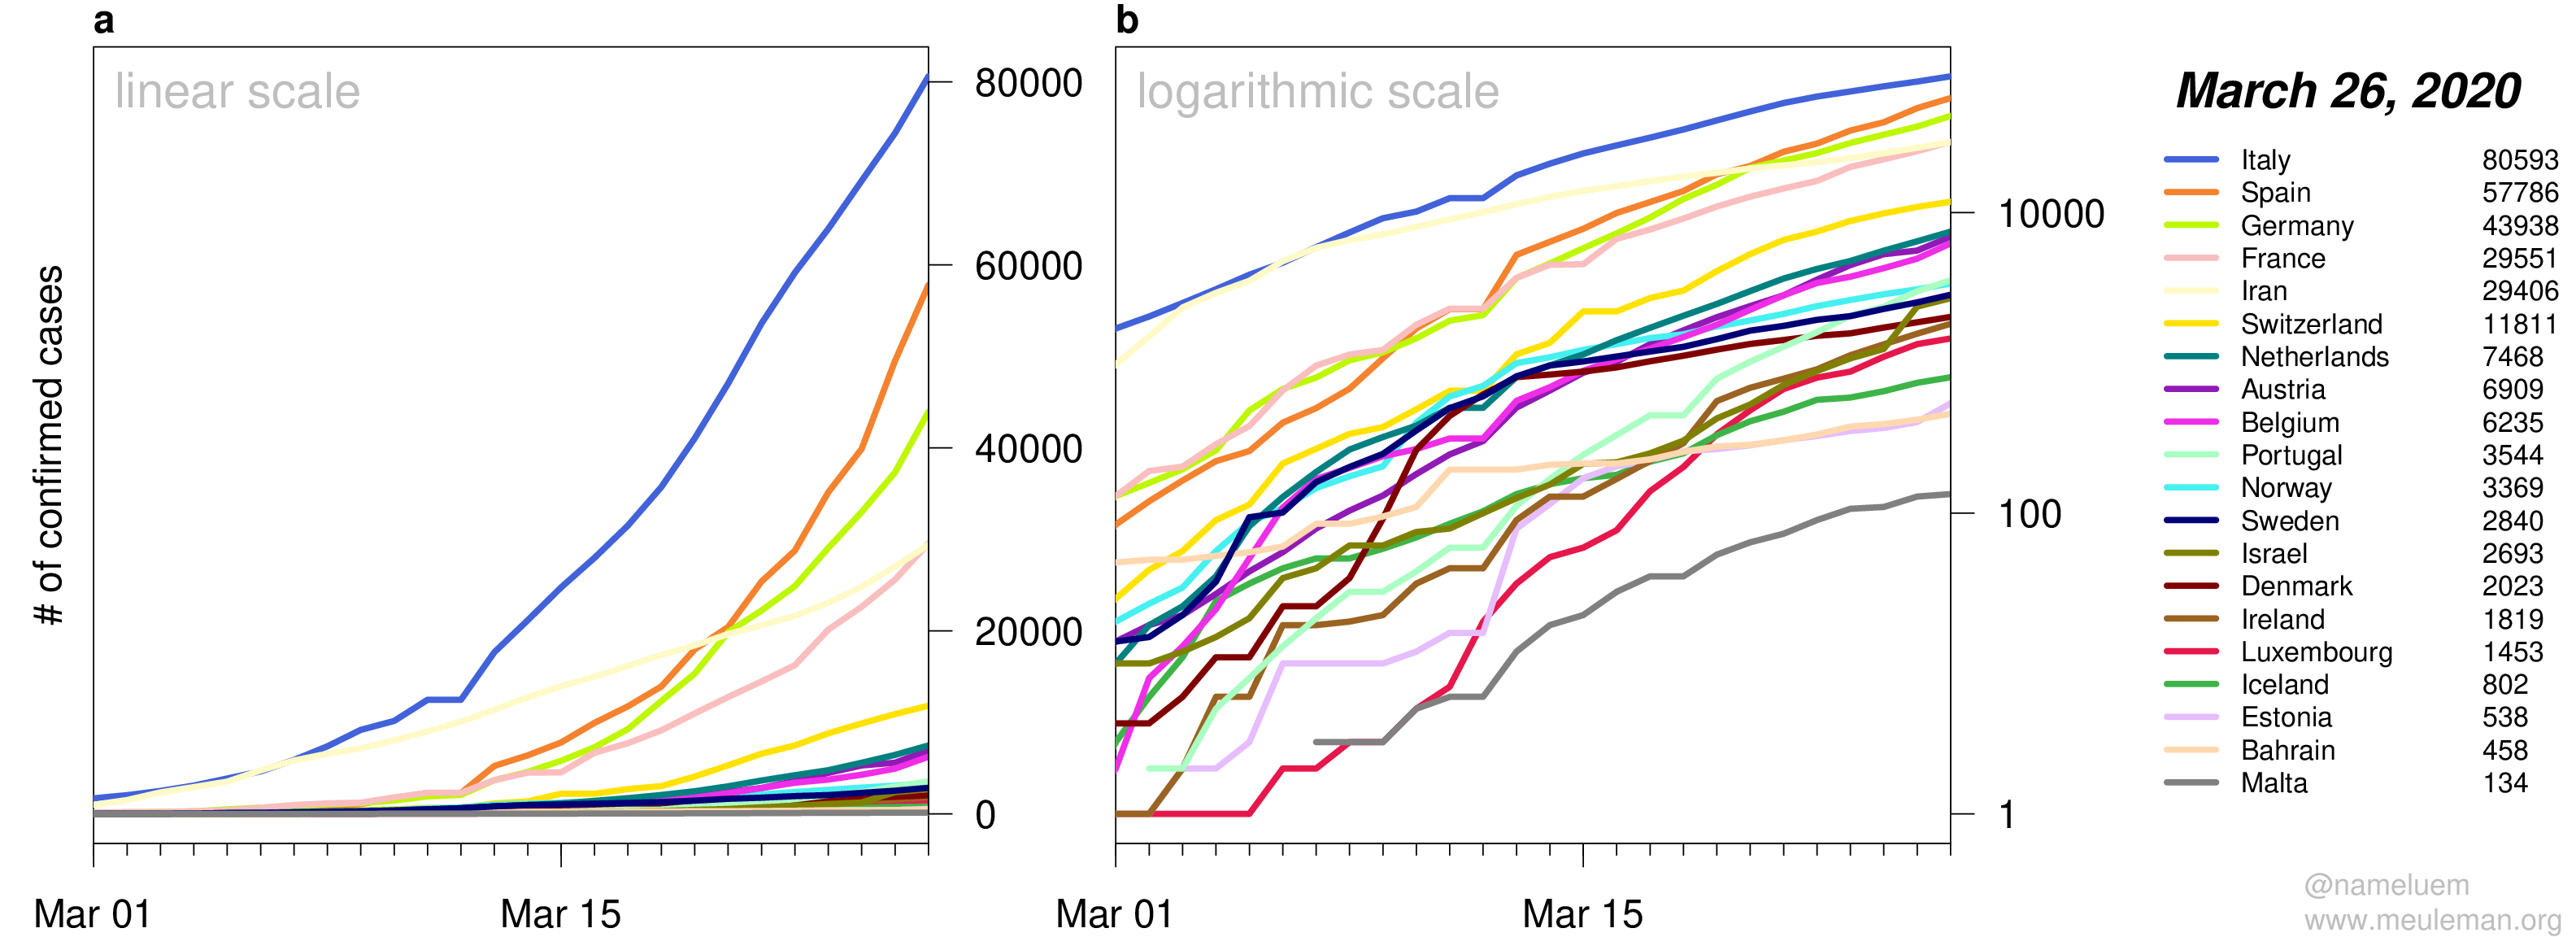 a
linear scale
# of confirmed cases
80000
60000
40000
20000
0
Mar 01 Mar 15
b
logarithmic scale
10000
100
1
Mar 01 Mar 15
March 26, 2020
Italy 80593
Spain 57786
Germany 43938
France 29551
Iran 29406
Switzerland 11811
Netherlands 7468
Austria 6909
Belgium 6235
Portugal 3544
Norway 3369
Sweden 2840
Israel 2693
Denmark 2023
Ireland 1819
Luxembourg 1453
Iceland 802
Estonia 538
Bahrain 458
Malta 134
@nameluem
www.meuleman.org